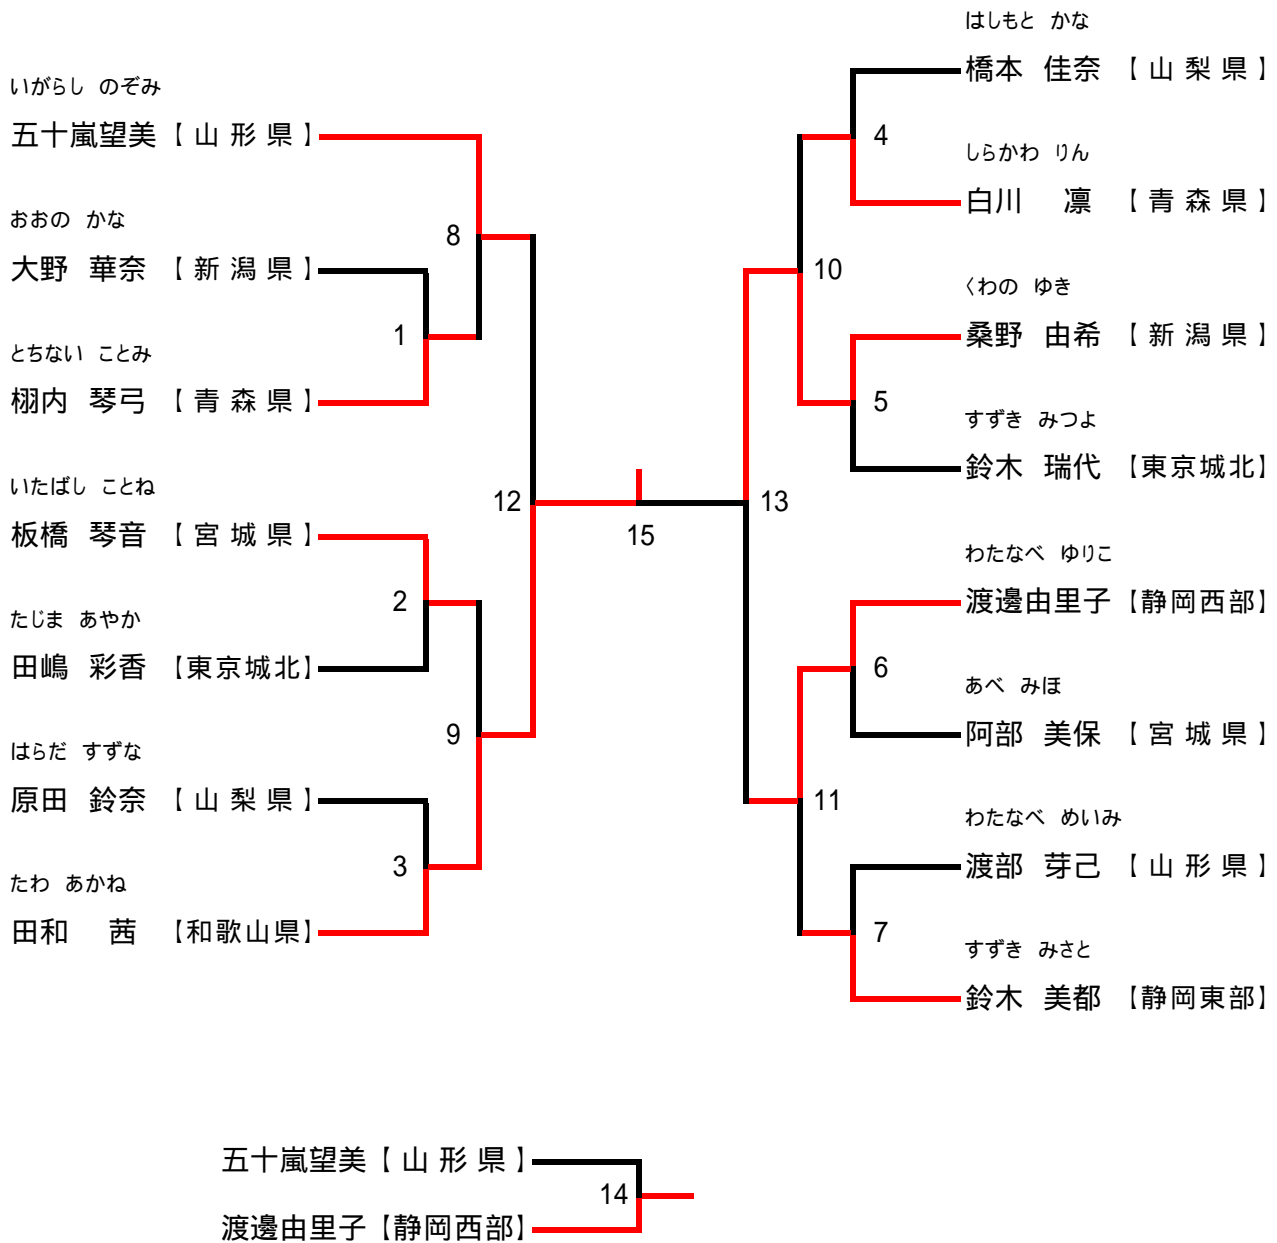 いがらし のぞみ
五十嵐望美【山形県】
おおの かな
大野 華奈【新潟県】
とちない ことみ
栩内 琴弓【青森県】
いたばし ことね
板橋 琴音【宮城県】
たじま あやか
田嶋 彩香【東京城北】
はらだ すずな
原田 鈴奈【山梨県】
たわ あかね
田和 茜【和歌山県】
8
1
2
9
3
12
15
13
はしもと かな
橋本 佳奈【山梨県】
4
しらかわ りん
白川 凛【青森県】
10
くわの ゆき
桑野 由希【新潟県】
5
すずき みつよ
鈴木 瑞代【東京城北】
わたなべ ゆりこ
渡邊由里子【静岡西部】
6
あべ みほ
阿部 美保【宮城県】
11
わたなべ めいみ
渡部 芽己【山形県】
7
すずき みさと
鈴木 美都【静岡東部】
五十嵐望美【山形県】
14
渡邊由里子【静岡西部】